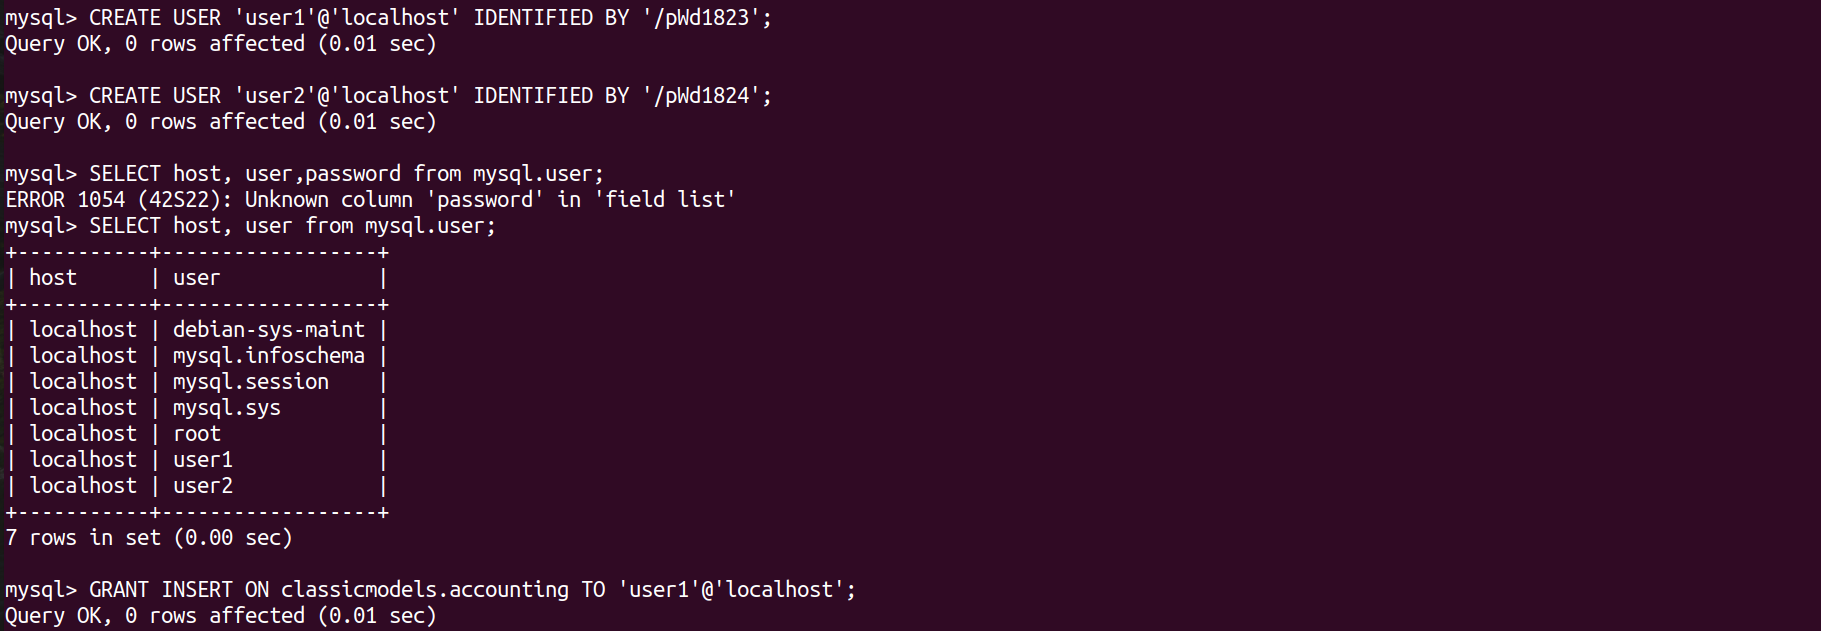 mysql> CREATE USER 'user1'@'localhost' IDENTIFIED BY '/pWd1823';
Query OK, 0 rows affected (0.01 sec)

mysql> CREATE USER 'user2'@'localhost' IDENTIFIED BY '/pWd1824';
Query OK, 0 rows affected (0.01 sec)

mysql> SELECT host, user,password from mysql.user;
ERROR 1054 (42S22): Unknown column 'password' in 'field list'
mysql> SELECT host, user from mysql.user;
+-----------+------------------+
| host      | user             |
+-----------+------------------+
| localhost | debian-sys-maint |
| localhost | mysql.infoschema |
| localhost | mysql.session    |
| localhost | mysql.sys        |
| localhost | root             |
| localhost | user1            |
| localhost | user2            |
+-----------+------------------+
7 rows in set (0.00 sec)

mysql> GRANT INSERT ON classicmodels.accounting TO 'user1'@'localhost';
Query OK, 0 rows affected (0.01 sec)